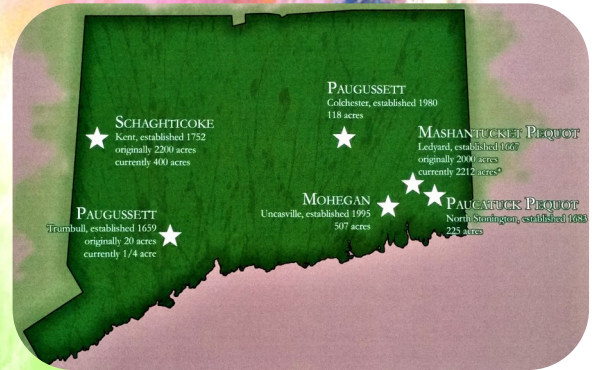 PAUGUSSETT
Colchester, established 1980
118 acres
SCHAGHTICOKE
Kent, established 1752
originally 2200 acres
currently 400 acres
MASHANTUCKET PEQUOT
Ledyard, established 1667
originally 2000 acres
currently 2212 acres*
MOHEGAN
Uncasville, established 1995
507 acres
PAUCATUCK PEQUOT
North Stonington, established 1683
225 acres
PAUGUSSETT
Trumbull, established 1659
originally 20 acres
currently 1/4 acre